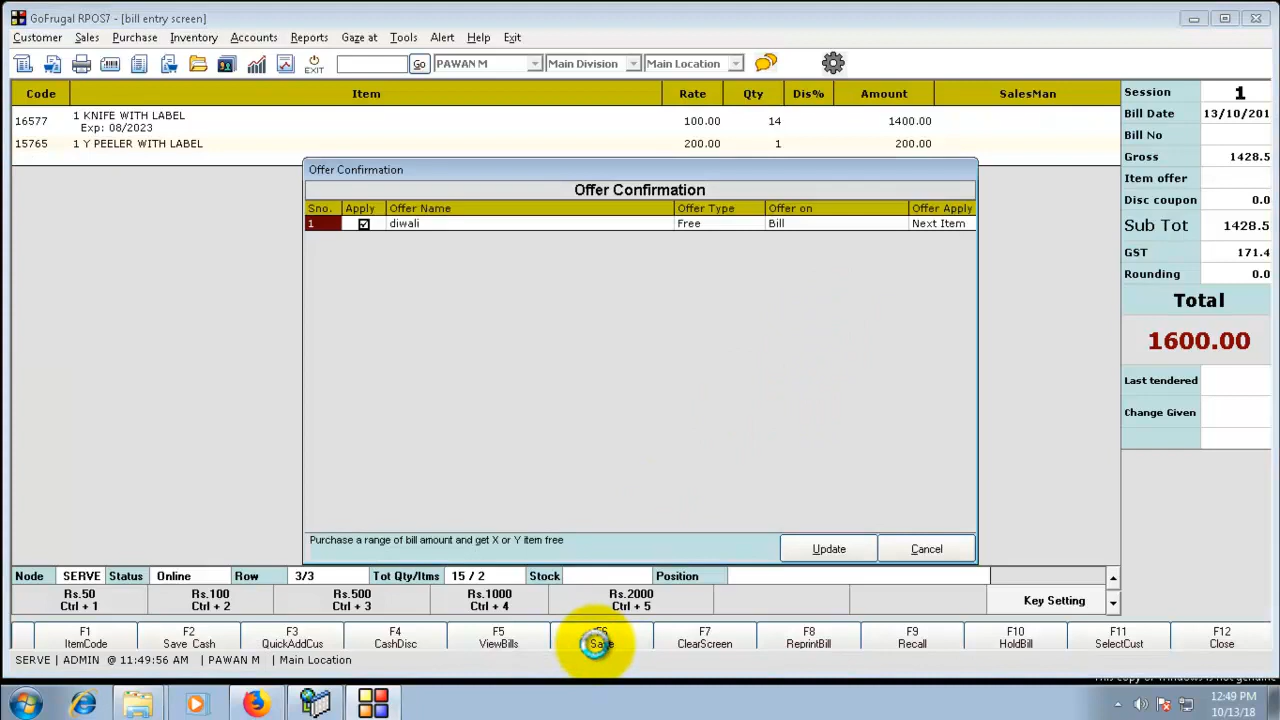 GoFrugal RPOS7 - [bill entry screen]
Customer Sales Purchase Inventory Accounts Reports Gaze at Tools Alert Help Exit
EXIT Go PAWAN M Main Division Main Location
Code Item Rate Qty Dis% Amount SalesMan
16577 1 KNIFE WITH LABEL 100.00 14 1400.00
Exp: 08/2023
15765 1 Y PEELER WITH LABEL 200.00 1 200.00
Session 1
Bill Date 13/10/201
Bill No
Gross 1428.5
Item offer
Disc coupon 0.0
Sub Tot 1428.5
GST 171.4
Rounding 0.0
Total
1600.00
Last tendered
Change Given
Offer Confirmation
Offer Confirmation
Sno. Apply Offer Name Offer Type Offer on Offer Apply
1 diwali Free Bill Next Item
Purchase a range of bill amount and get X or Y item free
Update Cancel
Node SERVE Status Online Row 3/3 Tot Qty/Itms 15 / 2 Stock Position
Rs.50 Rs.100 Rs.500 Rs.1000 Rs.2000
Ctrl + 1 Ctrl + 2 Ctrl + 3 Ctrl + 4 Ctrl + 5 Key Setting
F1 F2 F3 F4 F5 F6 F7 F8 F9 F10 F11 F12
ItemCode Save Cash QuickAddCus CashDisc ViewBills Save ClearScreen ReprintBill Recall HoldBill SelectCust Close
SERVE | ADMIN @ 11:49:56 AM | PAWAN M | Main Location
This copy of Windows is not genuine
12:49 PM
10/13/18